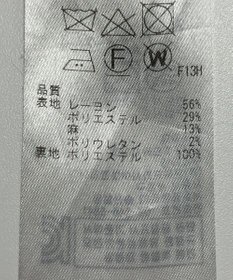 F
W
F13H
品質
表地 レーヨン 56%
ポリエステル 29%
麻 13%
ポリウレタン 2%
裏地 ポリエステル 100%